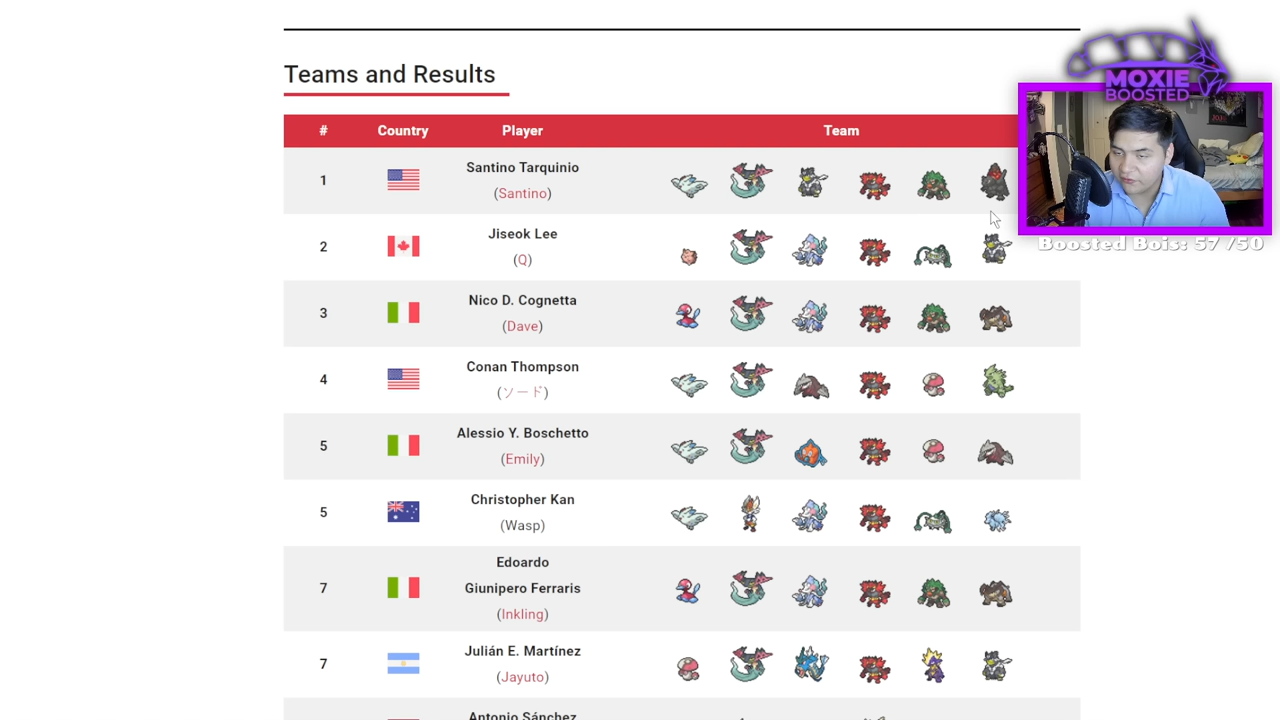 Teams and Results
# Country Player Team
1 Santino Tarquinio
(Santino)
2 Jiseok Lee
(Q)
3 Nico D. Cognetta
(Dave)
4 Conan Thompson
(ソード)
5 Alessio Y. Boschetto
(Emily)
5 Christopher Kan
(Wasp)
7 Edoardo
Giunipero Ferraris
(Inkling)
7 Julián E. Martínez
(Jayuto)
Antonio Sánchez
MOXIE
BOOSTED
Boosted Bois: 57 /50